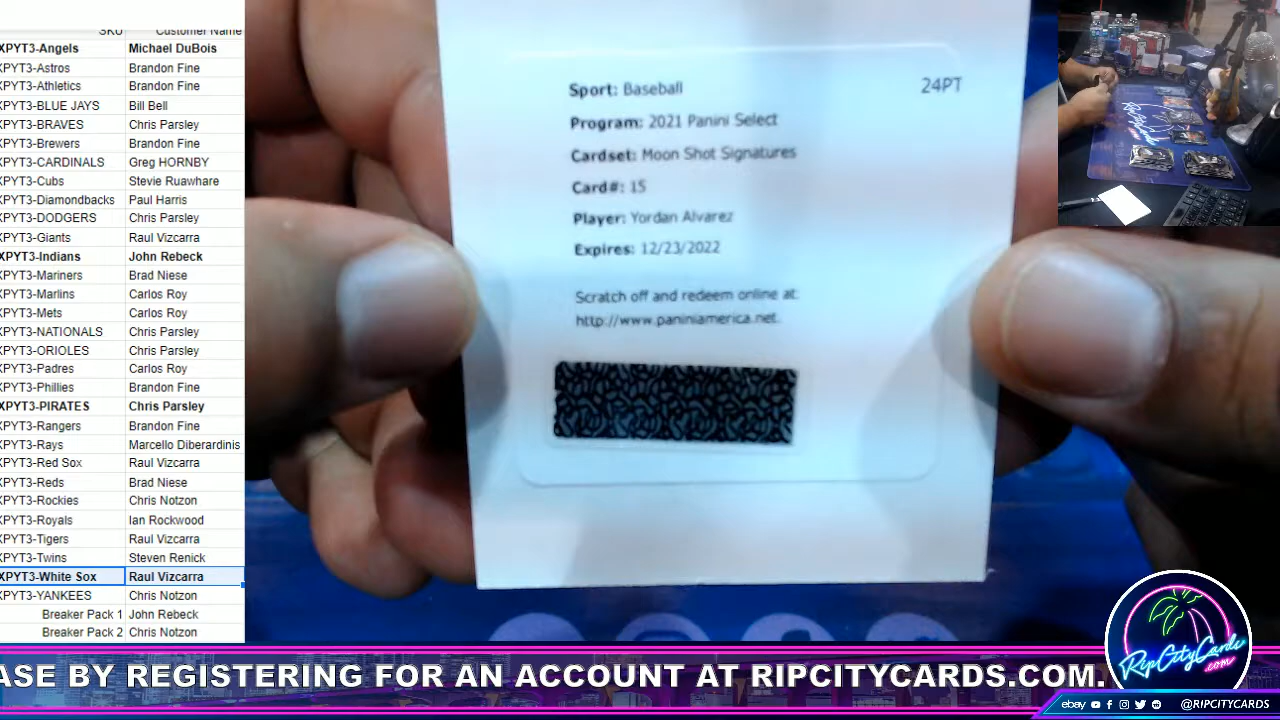 SKU Customer Name
XPYT3-Angels Michael DuBois
XPYT3-Astros Brandon Fine
XPYT3-Athletics Brandon Fine
XPYT3-BLUE JAYS Bill Bell
XPYT3-BRAVES Chris Parsley
XPYT3-Brewers Brandon Fine
XPYT3-CARDINALS Greg HORNBY
XPYT3-Cubs Stevie Ruawhare
XPYT3-Diamondbacks Paul Harris
XPYT3-DODGERS Chris Parsley
XPYT3-Giants Raul Vizcarra
XPYT3-Indians John Rebeck
XPYT3-Mariners Brad Niese
XPYT3-Marlins Carlos Roy
XPYT3-Mets Carlos Roy
XPYT3-NATIONALS Chris Parsley
XPYT3-ORIOLES Chris Parsley
XPYT3-Padres Carlos Roy
XPYT3-Phillies Brandon Fine
XPYT3-PIRATES Chris Parsley
XPYT3-Rangers Brandon Fine
XPYT3-Rays Marcello Diberardinis
XPYT3-Red Sox Raul Vizcarra
XPYT3-Reds Brad Niese
XPYT3-Rockies Chris Notzon
XPYT3-Royals Ian Rockwood
XPYT3-Tigers Raul Vizcarra
XPYT3-Twins Steven Renick
XPYT3-White Sox Raul Vizcarra
XPYT3-YANKEES Chris Notzon
Breaker Pack 1 John Rebeck
Breaker Pack 2 Chris Notzon
Sport: Baseball 24PT
Program: 2021 Panini Select
Cardset: Moon Shot Signatures
Card#: 15
Player: Yordan Alvarez
Expires: 12/23/2022
Scratch off and redeem online at:
http://www.paniniamerica.net.
RipCityCards
.com
ASE BY REGISTERING FOR AN ACCOUNT AT RIPCITYCARDS.COM.
ebay @RIPCITYCARDS